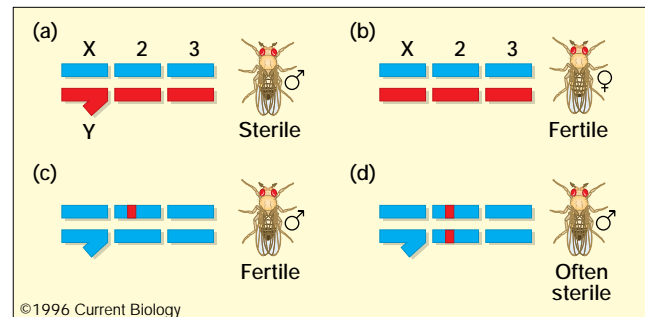 (a)
X 2 3
Y
♂
Sterile
(b)
X 2 3
♀
Fertile
(c)
♂
Fertile
(d)
♂
Often
sterile
©1996 Current Biology